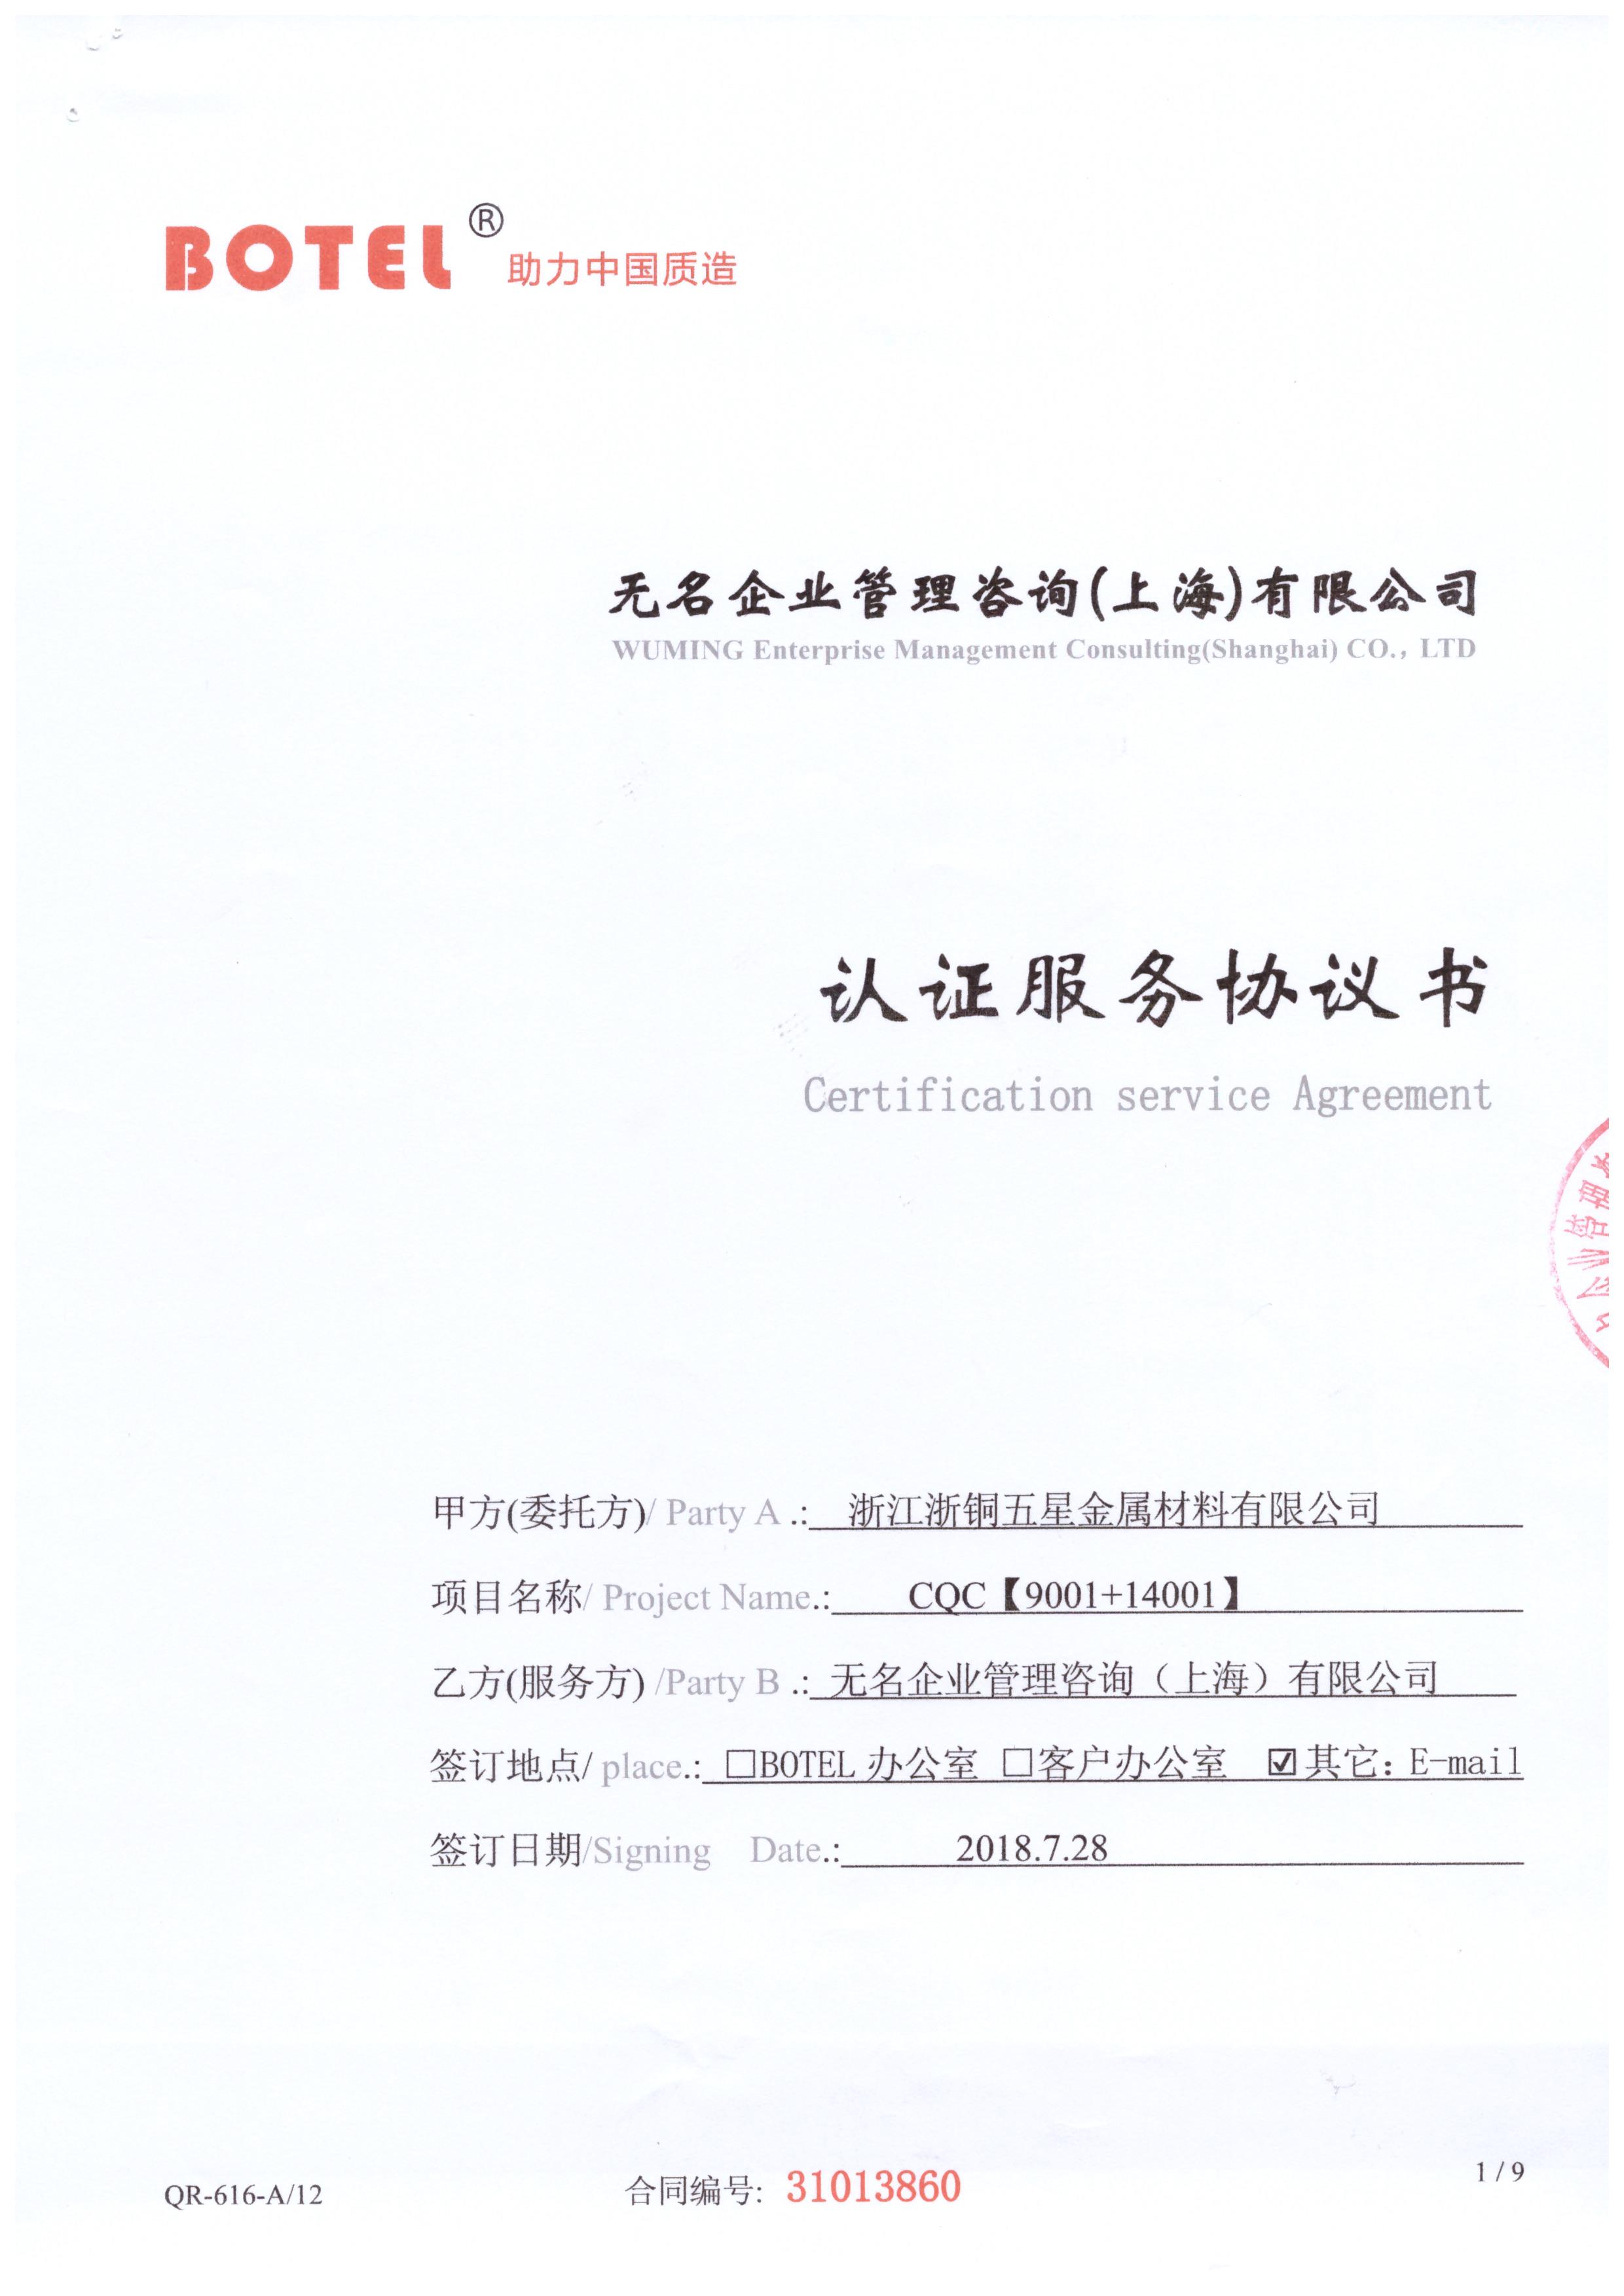 BOTEL® 助力中国质造
无名企业管理咨询(上海)有限公司
WUMING Enterprise Management Consulting(Shanghai) CO., LTD
认证服务协议书
Certification service Agreement
甲方(委托方)/ Party A .: 浙江浙铜五星金属材料有限公司
项目名称/ Project Name.: CQC【9001+14001】
乙方(服务方) /Party B .: 无名企业管理咨询（上海）有限公司
签订地点/ place.: □BOTEL 办公室 □客户办公室 ☑其它: E-mail
签订日期/Signing Date.: 2018.7.28
QR-616-A/12
合同编号: 31013860
1 / 9